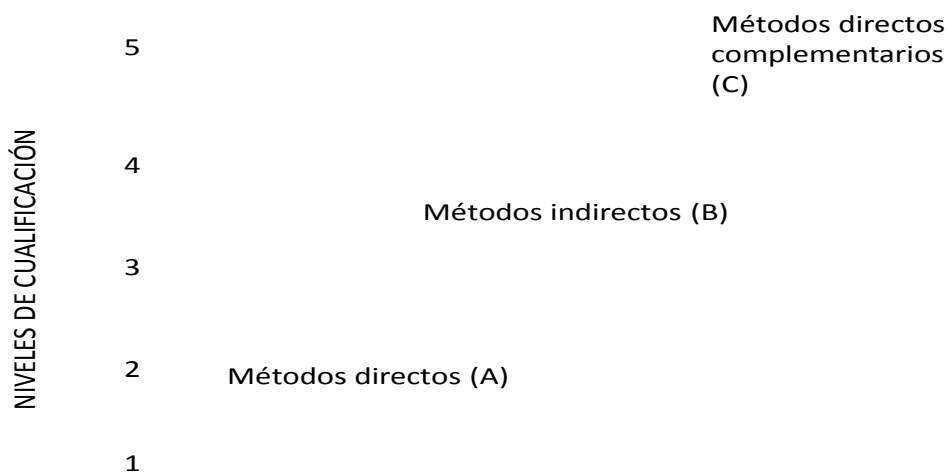 Métodos directos
complementarios
(C)
5
4
Métodos indirectos (B)
3
2
Métodos directos (A)
1
NIVELES DE CUALIFICACIÓN